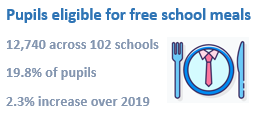 Pupils eligible for free school meals
12,740 across 102 schools
19.8% of pupils
2.3% increase over 2019